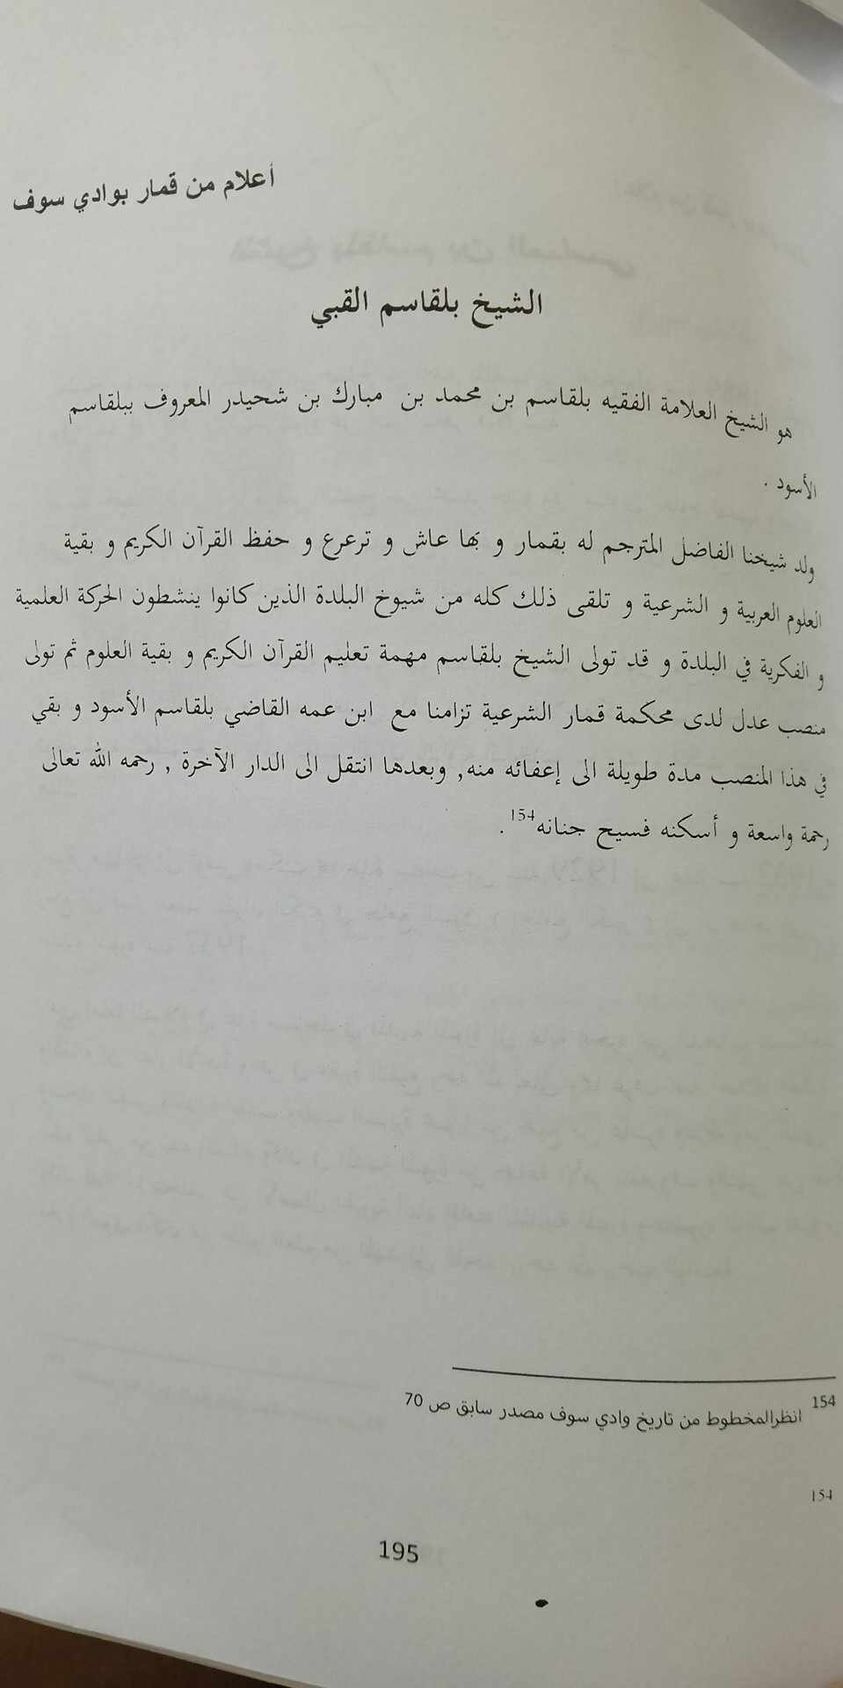 أعلام من قمار بوادي سوف
الشيخ بلقاسم القبي
هو الشيخ العلامة الفقيه بلقاسم بن محمد بن مبارك بن شحيدر المعروف ببلقاسم
الأسود .
ولد شيخنا الفاضل المترجم له بقمار و بها عاش و ترعرع و حفظ القرآن الكريم و بقية
العلوم العربية و الشرعية و تلقى ذلك كله من شيوخ البلدة الذين كانوا ينشطون الحركة العلمية
و الفكرية في البلدة و قد تولى الشيخ بلقاسم مهمة تعليم القرآن الكريم و بقية العلوم ثم تولى
منصب عدل لدى محكمة قمار الشرعية تزامنا مع ابن عمه القاضي بلقاسم الأسود و بقي
في هذا المنصب مدة طويلة الى إعفائه منه, وبعدها انتقل الى الدار الآخرة , رحمه الله تعالى
رحمة واسعة و أسكنه فسيح جنانه154.
154 انظرالمخطوط من تاريخ وادي سوف مصدر سابق ص 70
154
195